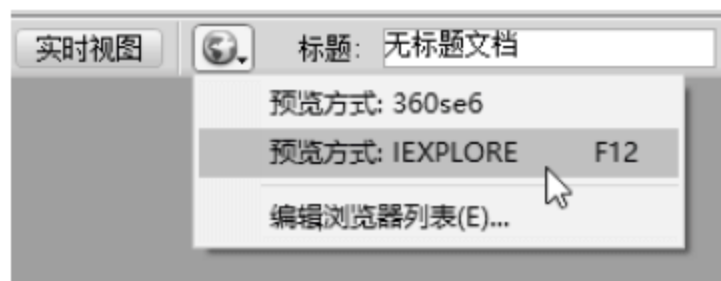 实时视图 标题: 无标题文档
预览方式: 360se6
预览方式: IEXPLORE F12
编辑浏览器列表(E)...